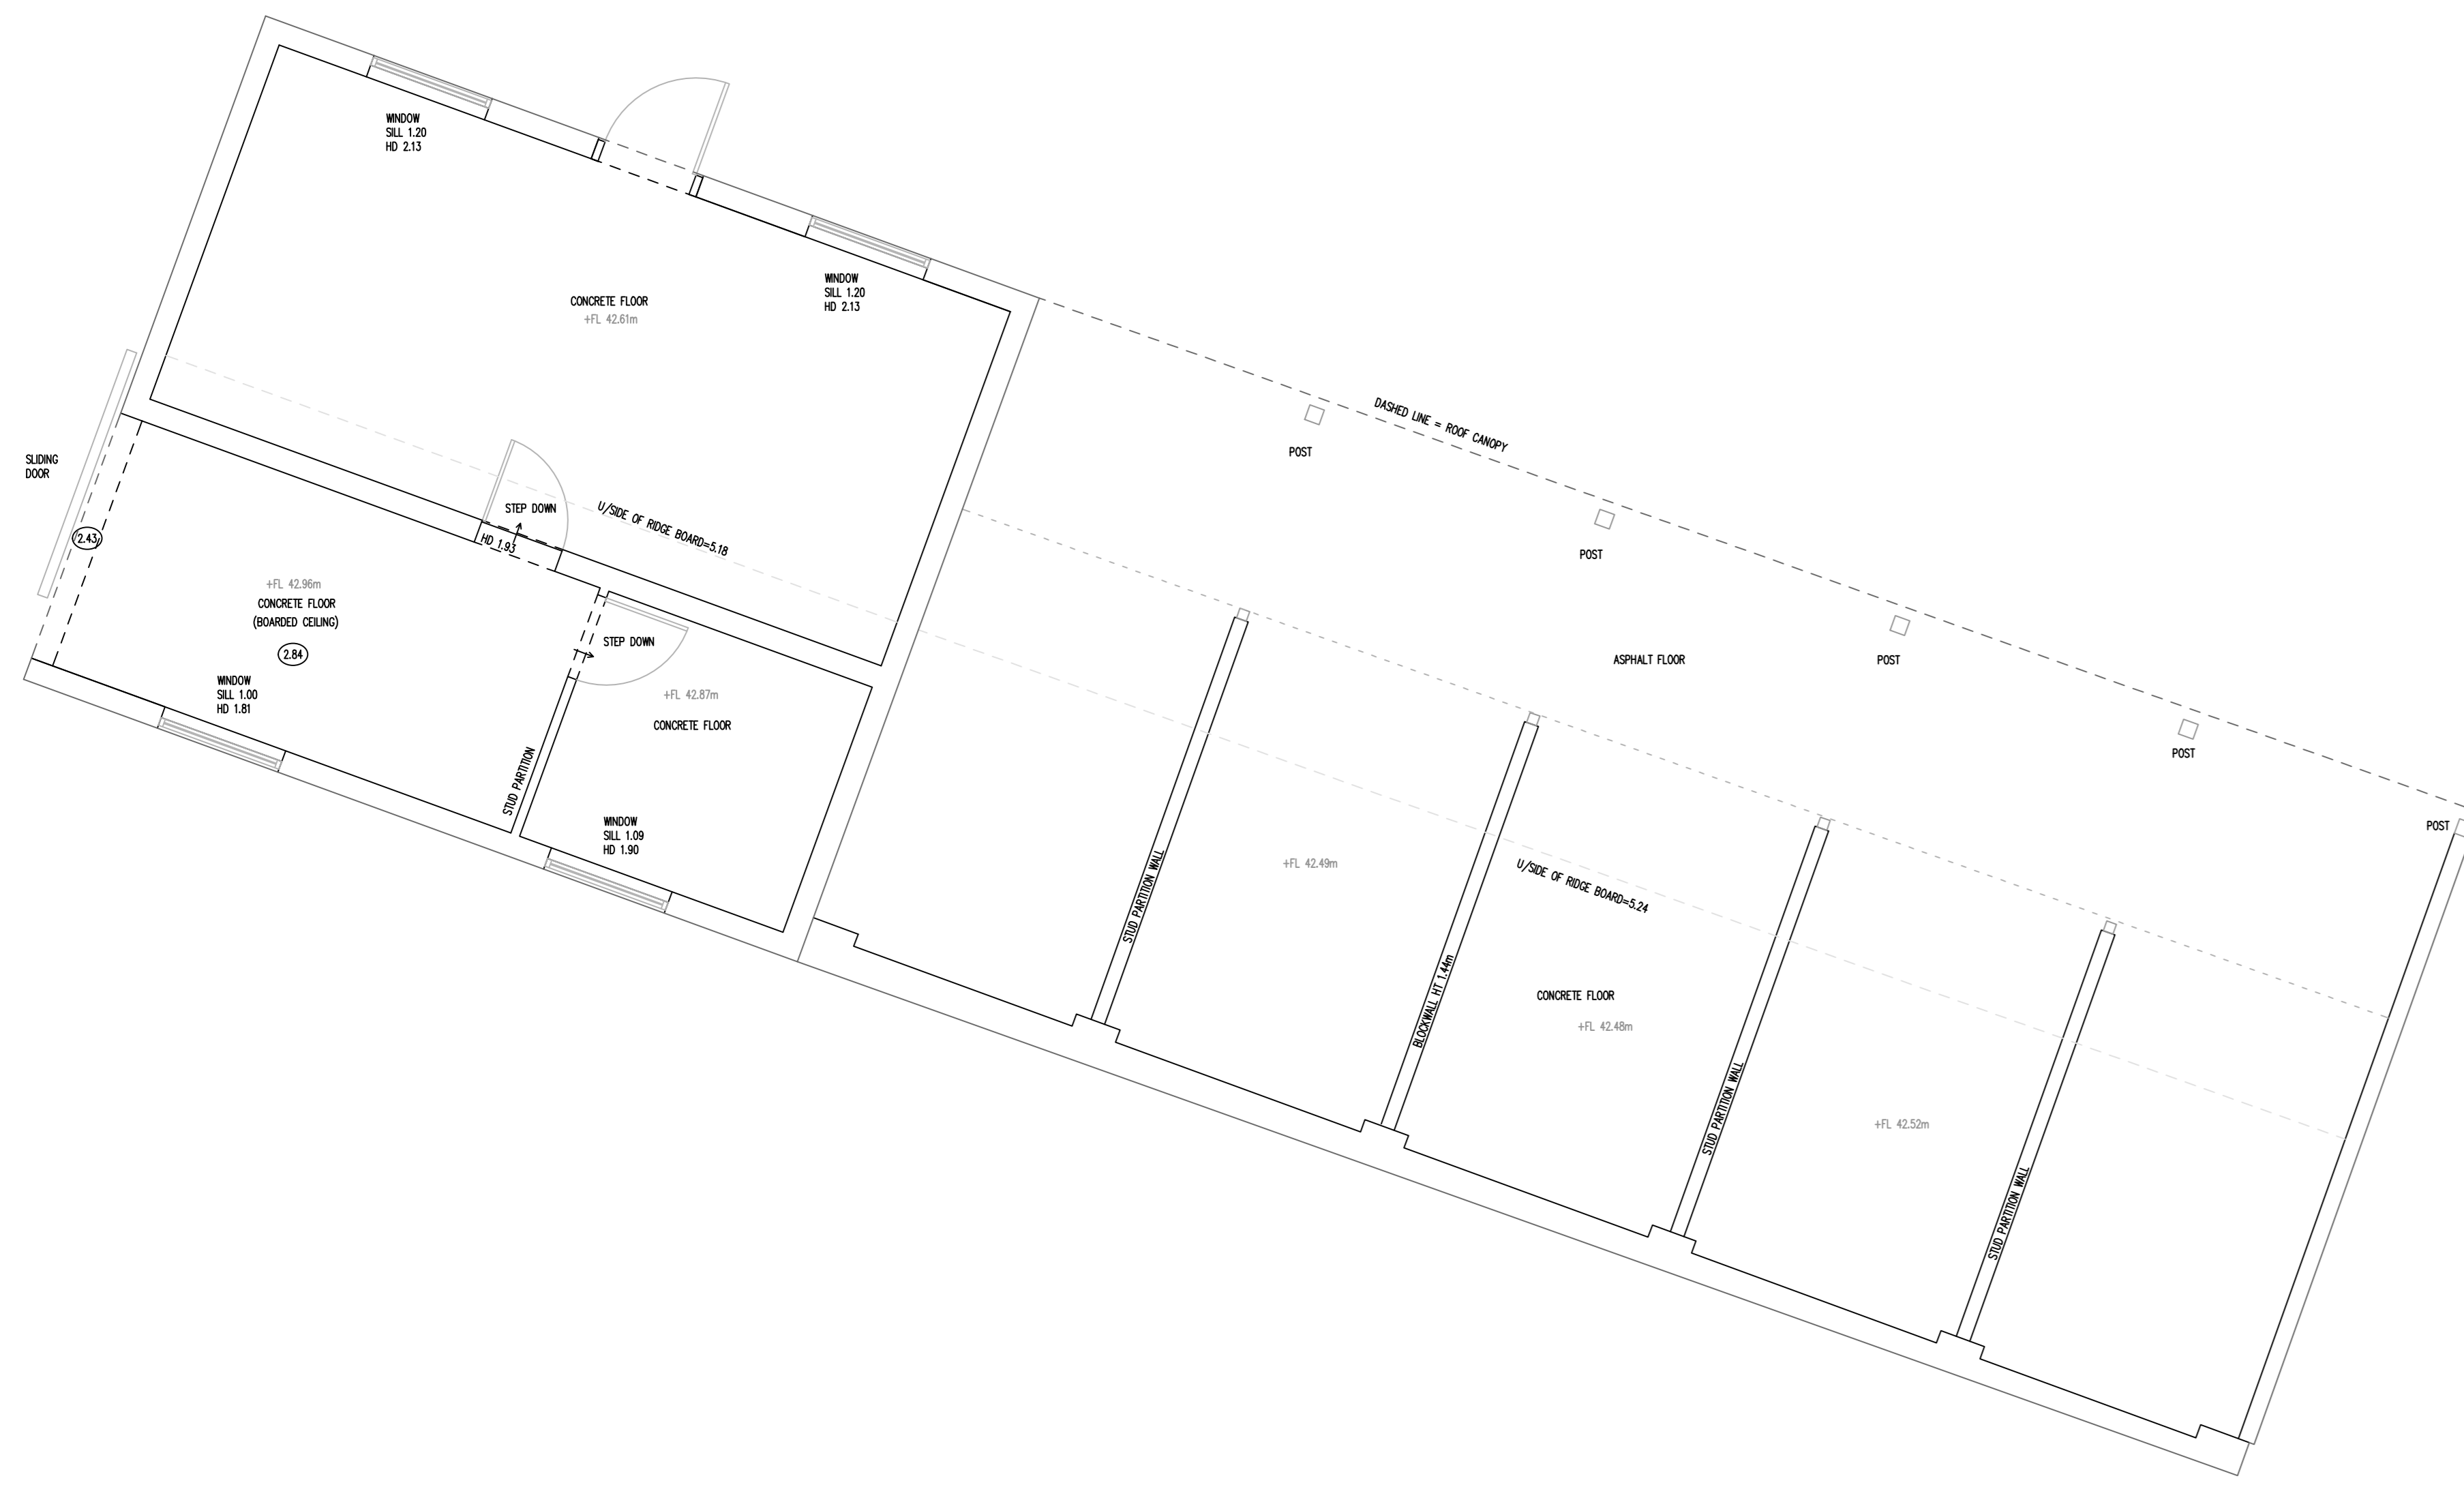 WINDOW
SILL 1.20
HD 2.13
WINDOW
SILL 1.20
HD 2.13
CONCRETE FLOOR
+FL 42.61m
SLIDING
DOOR
2.43
STEP DOWN
HD 1.93
U/SIDE OF RIDGE BOARD=5.18
+FL 42.96m
CONCRETE FLOOR
(BOARDED CEILING)
2.84
WINDOW
SILL 1.00
HD 1.81
STEP DOWN
+FL 42.87m
CONCRETE FLOOR
STUD PARTITION
WINDOW
SILL 1.09
HD 1.90
DASHED LINE = ROOF CANOPY
POST
POST
POST
POST
POST
ASPHALT FLOOR
STUD PARTITION WALL
+FL 42.49m
U/SIDE OF RIDGE BOARD=5.24
BLOCKWALL HT 1.44m
CONCRETE FLOOR
+FL 42.48m
STUD PARTITION WALL
+FL 42.52m
STUD PARTITION WALL